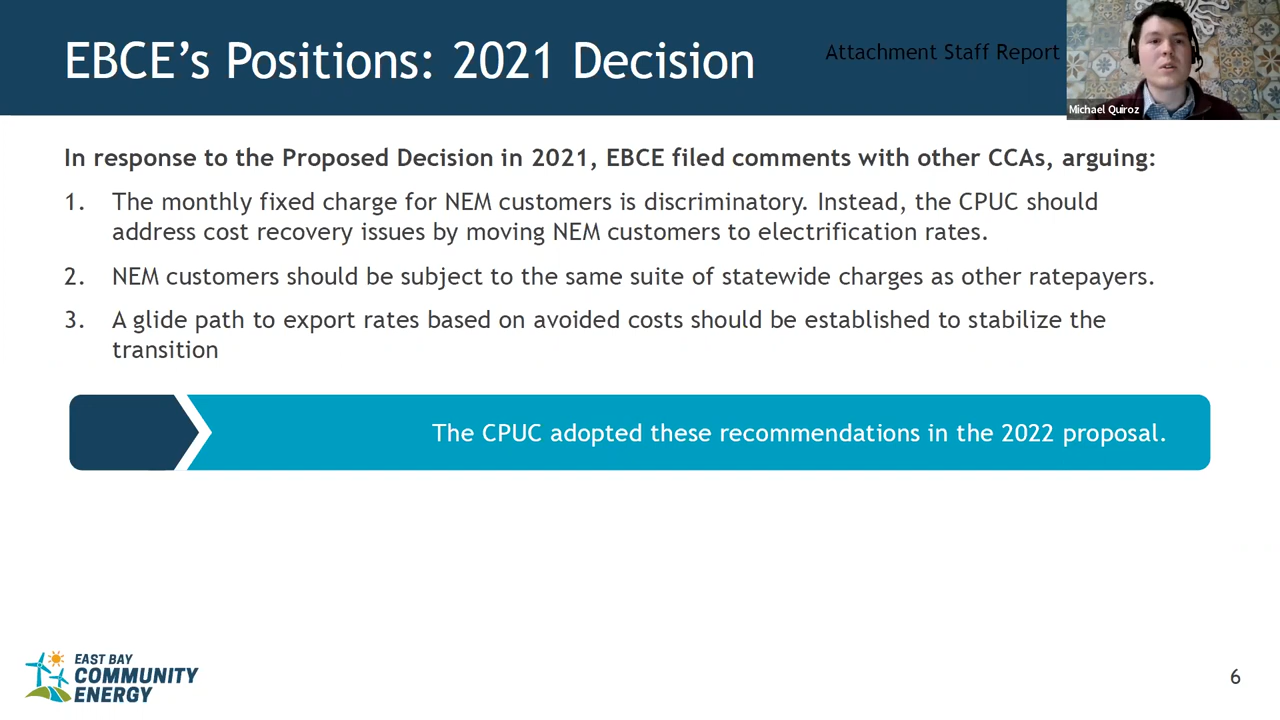 EBCE's Positions: 2021 Decision
Attachment Staff Report
Michael Quiroz
In response to the Proposed Decision in 2021, EBCE filed comments with other CCAs, arguing:
1. The monthly fixed charge for NEM customers is discriminatory. Instead, the CPUC should
address cost recovery issues by moving NEM customers to electrification rates.
2. NEM customers should be subject to the same suite of statewide charges as other ratepayers.
3. A glide path to export rates based on avoided costs should be established to stabilize the
transition
The CPUC adopted these recommendations in the 2022 proposal.
EAST BAY
COMMUNITY
ENERGY
6